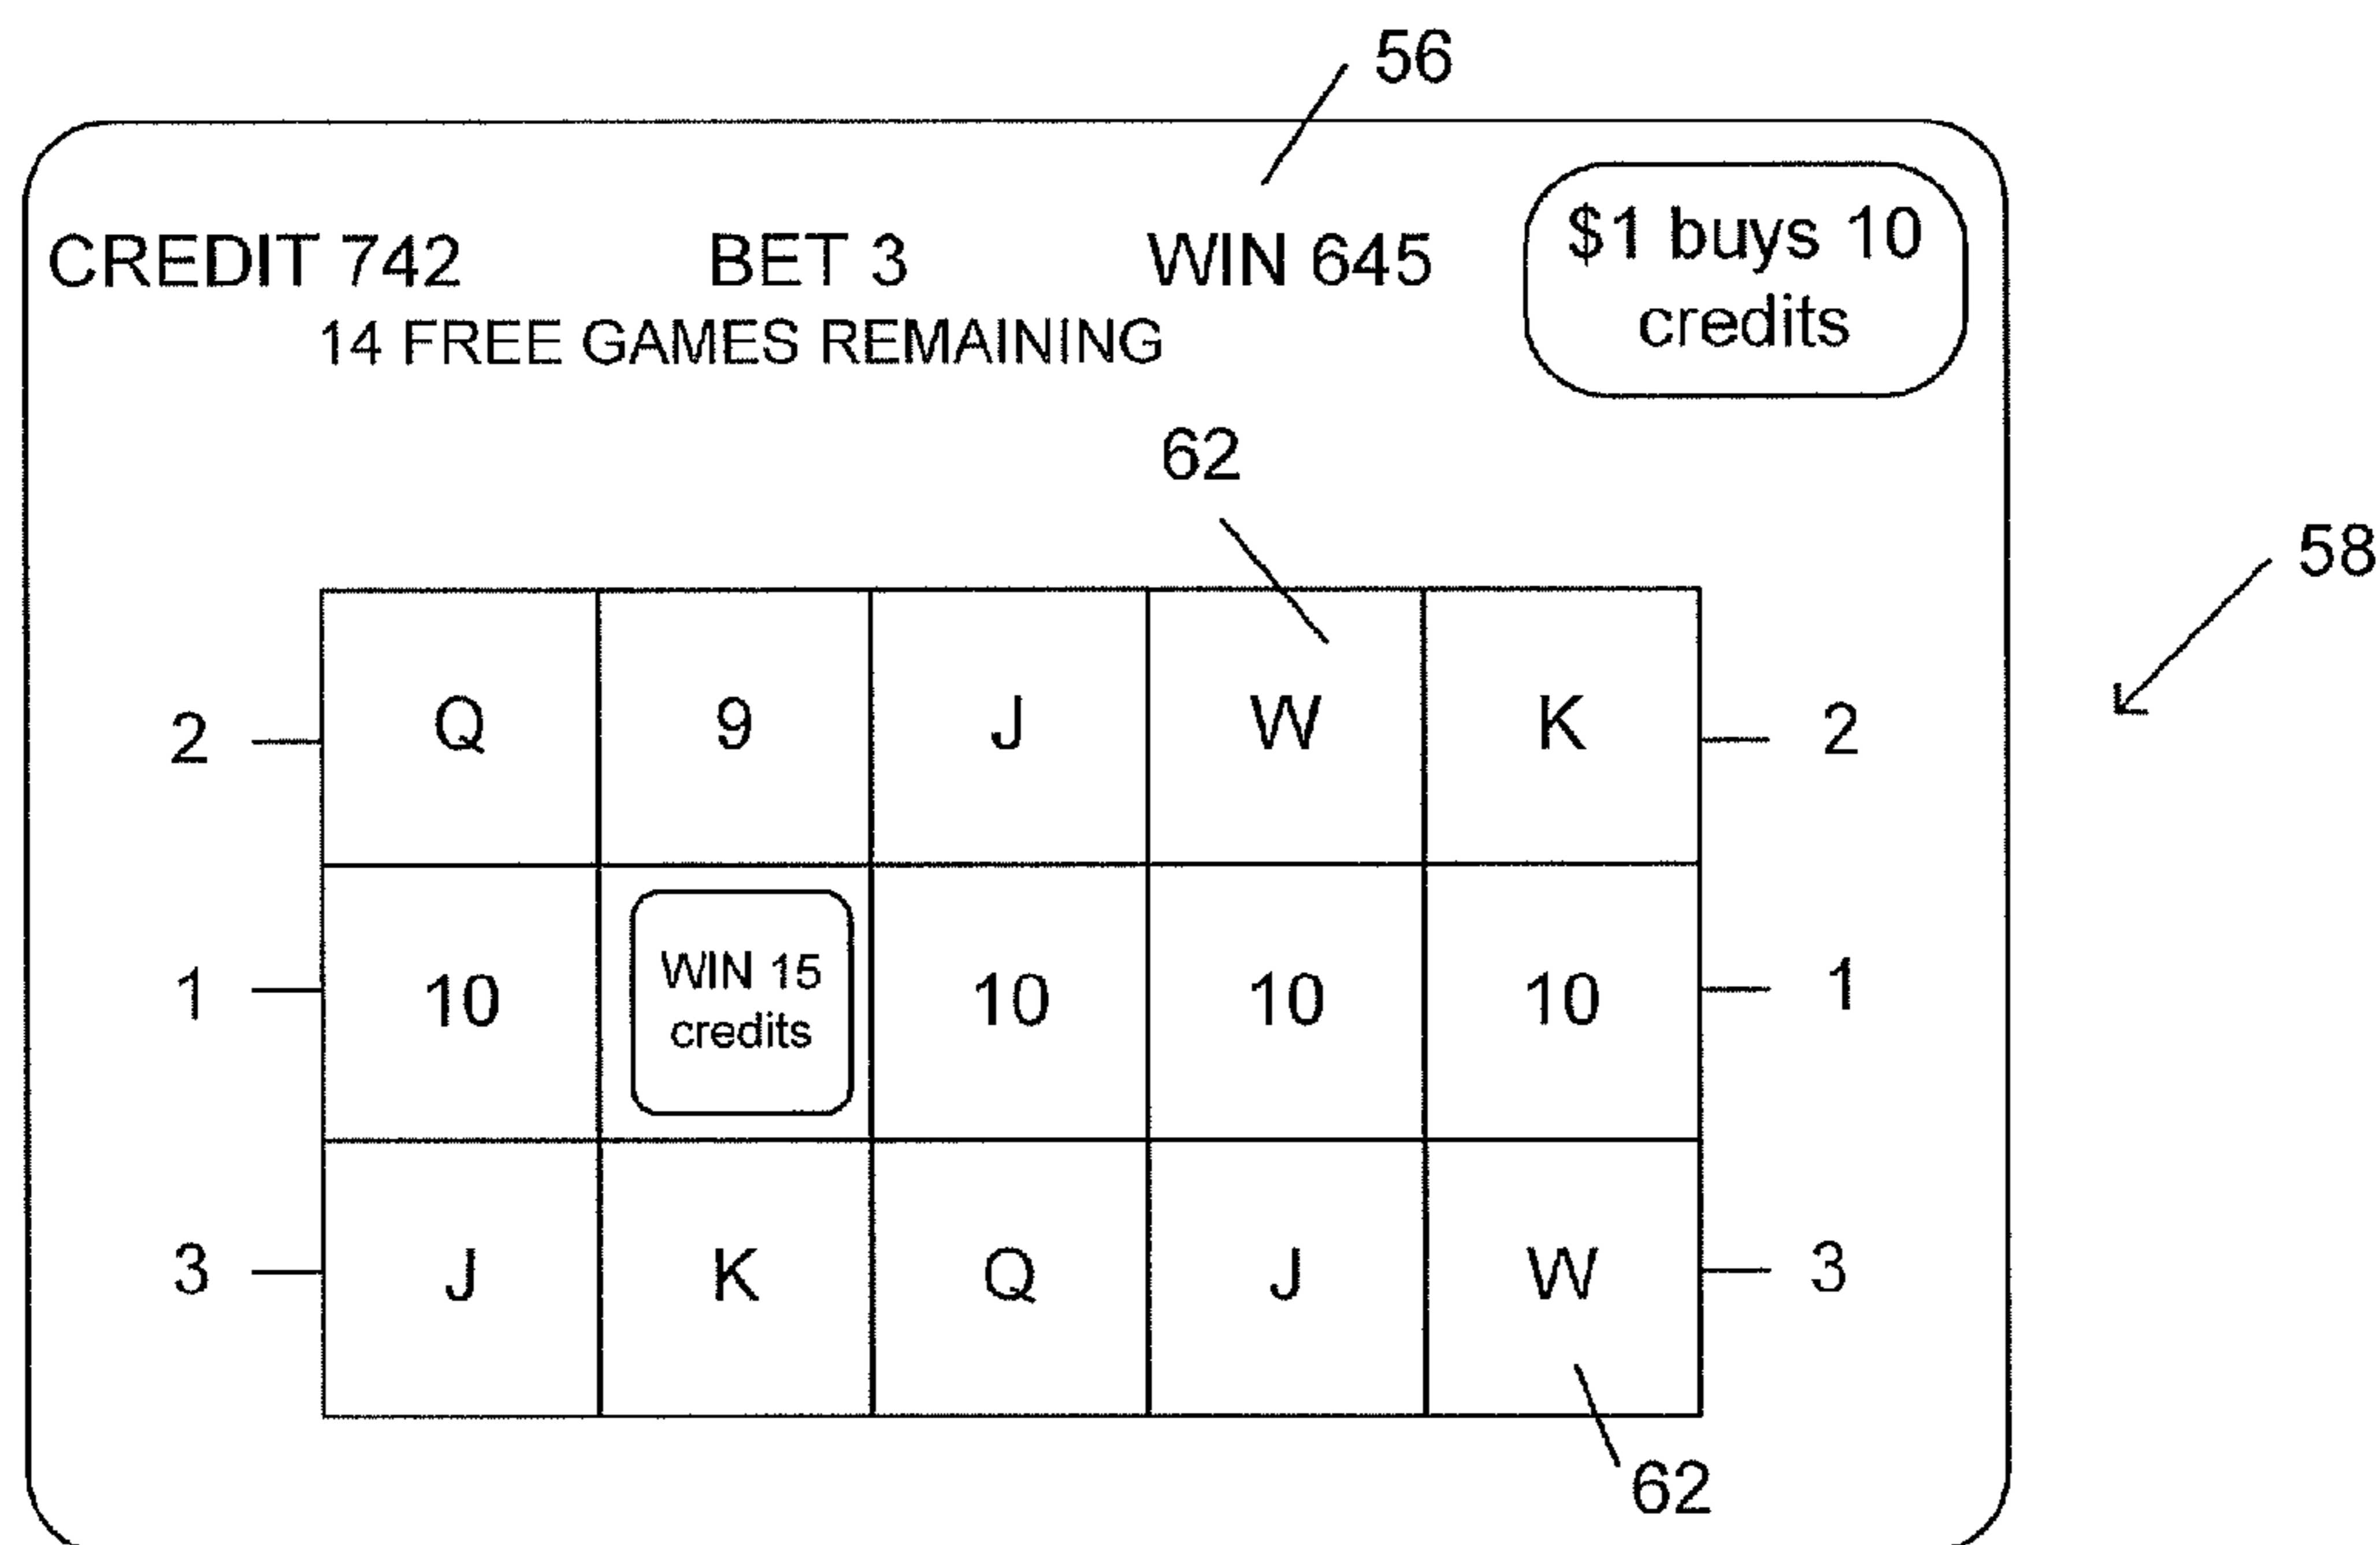 56
CREDIT 742 BET 3 WIN 645
$1 buys 10
credits
14 FREE GAMES REMAINING
62
58
2 Q 9 J W K 2
1 10 WIN 15
credits 10 10 10 1
3 J K Q J W 3
62